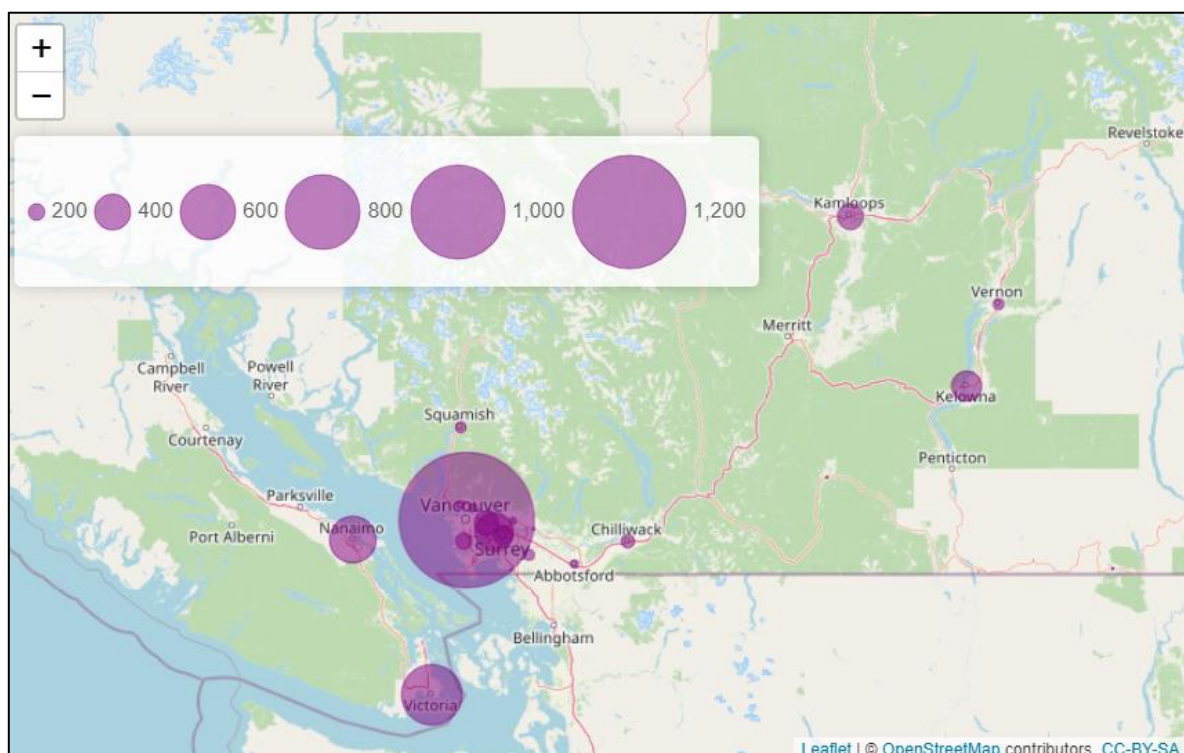 +
−
Revelstoke
200 400 600 800 1,000 1,200
Kamloops
Vernon
Merritt
Campbell
River
Powell
River
Kelowna
Squamish
Courtenay
Penticton
Parksville
Vancouver
Nanaimo
Port Alberni
Chilliwack
Surrey
Abbotsford
Bellingham
Victoria
Leaflet | © OpenStreetMap contributors, CC-BY-SA